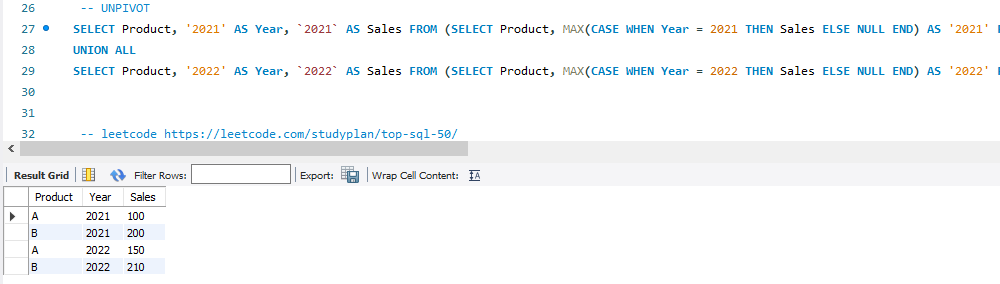 26 -- UNPIVOT
27 SELECT Product, '2021' AS Year, `2021` AS Sales FROM (SELECT Product, MAX(CASE WHEN Year = 2021 THEN Sales ELSE NULL END) AS '2021'
28 UNION ALL
29 SELECT Product, '2022' AS Year, `2022` AS Sales FROM (SELECT Product, MAX(CASE WHEN Year = 2022 THEN Sales ELSE NULL END) AS '2022'
30
31
32 -- leetcode https://leetcode.com/studyplan/top-sql-50/
Result Grid Filter Rows: Export: Wrap Cell Content:
Product Year Sales
A 2021 100
B 2021 200
A 2022 150
B 2022 210